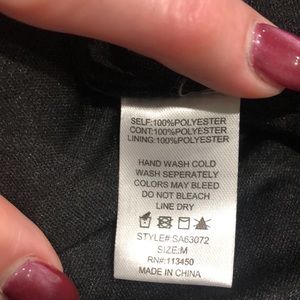 SELF:100%POLYESTER
CONT:100%POLYESTER
LINING:100%POLYESTER
HAND WASH COLD
WASH SEPERATELY
COLORS MAY BLEED
DO NOT BLEACH
LINE DRY
STYLE#:SA63072
SIZE:M
RN#:113450
MADE IN CHINA